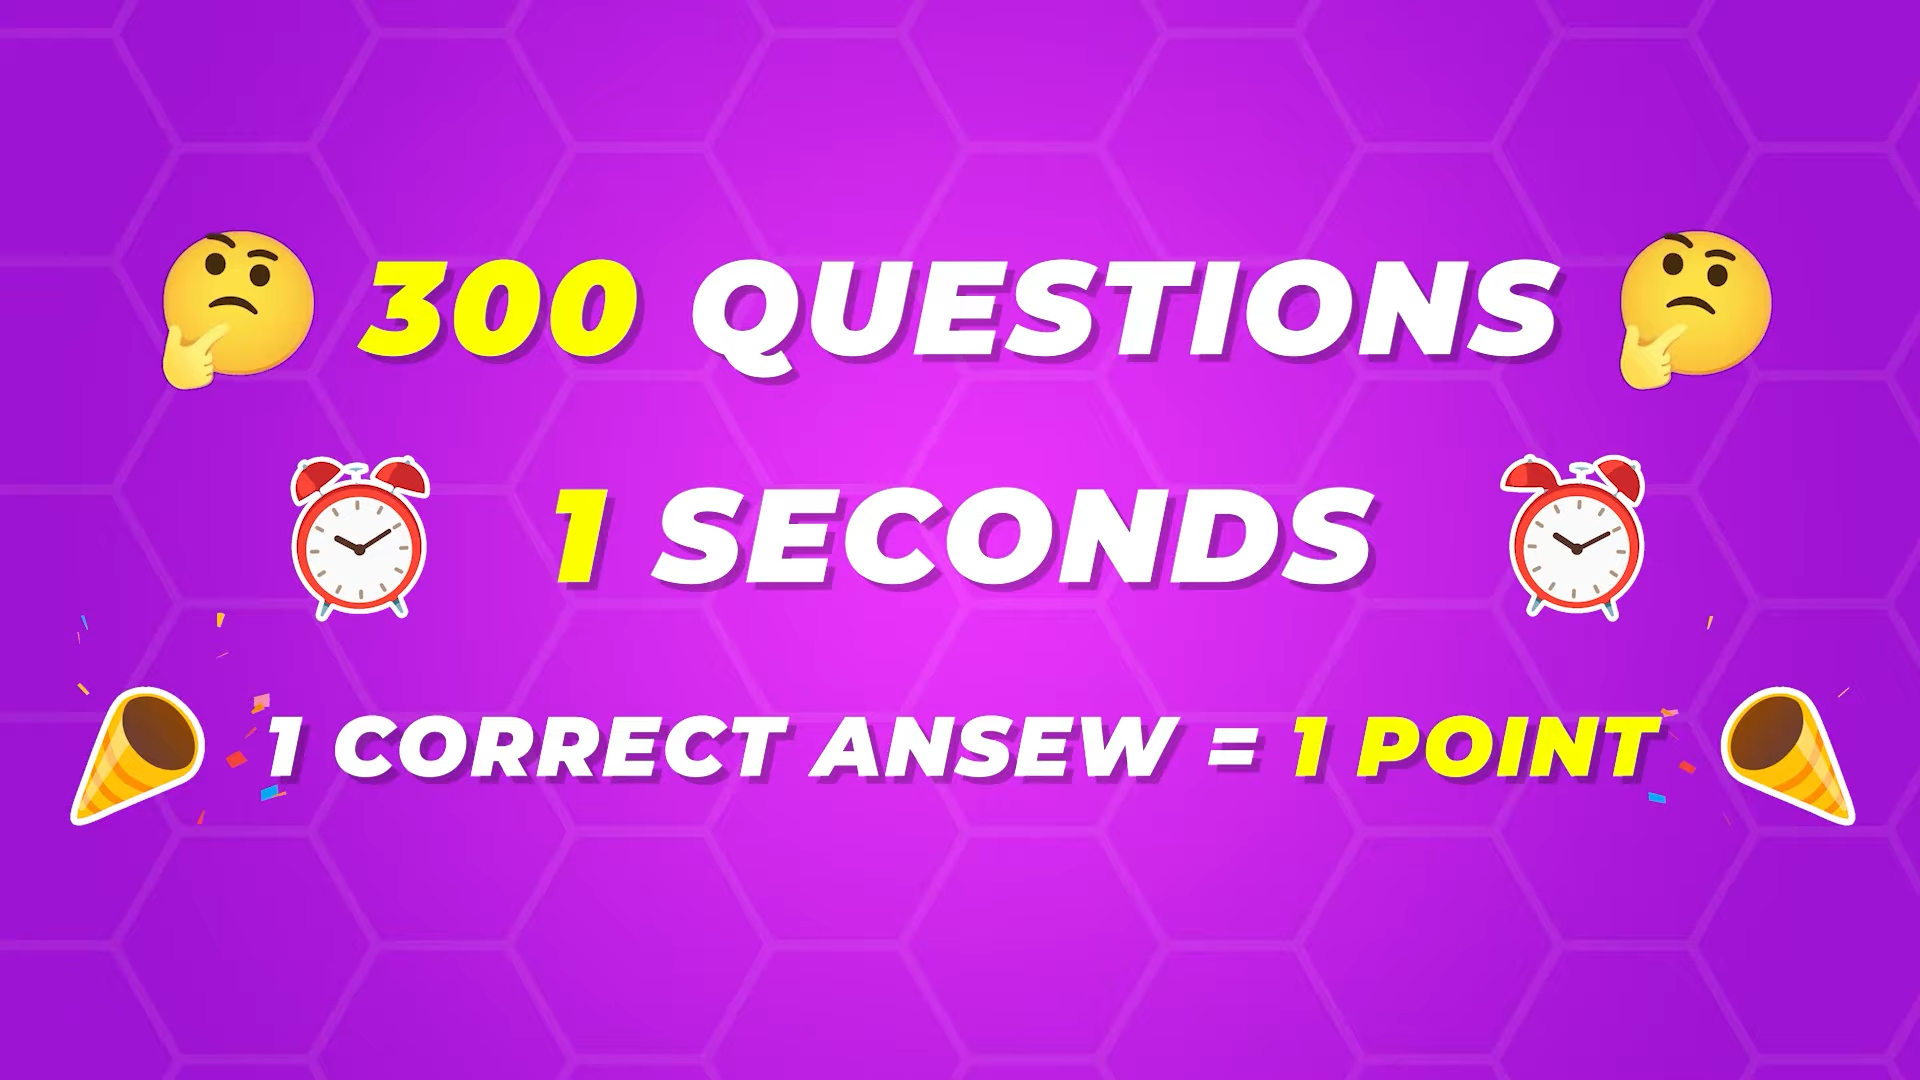 300 QUESTIONS
1 SECONDS
1 CORRECT ANSEW = 1 POINT